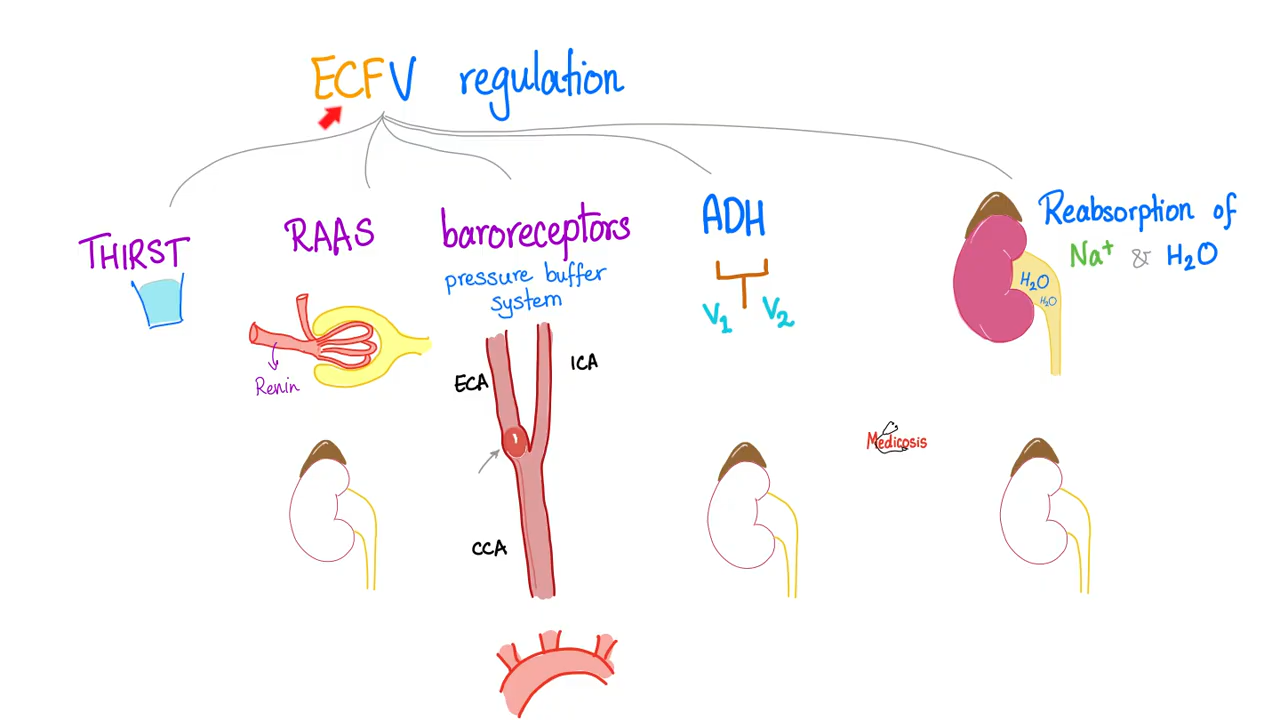 ECFV regulation
THIRST
RAAS
baroreceptors
pressure buffer
system
ADH
V1 V2
Reabsorption of
Na+ & H2O
H2O
H2O
Renin
ECA
ICA
CCA
Medicosis